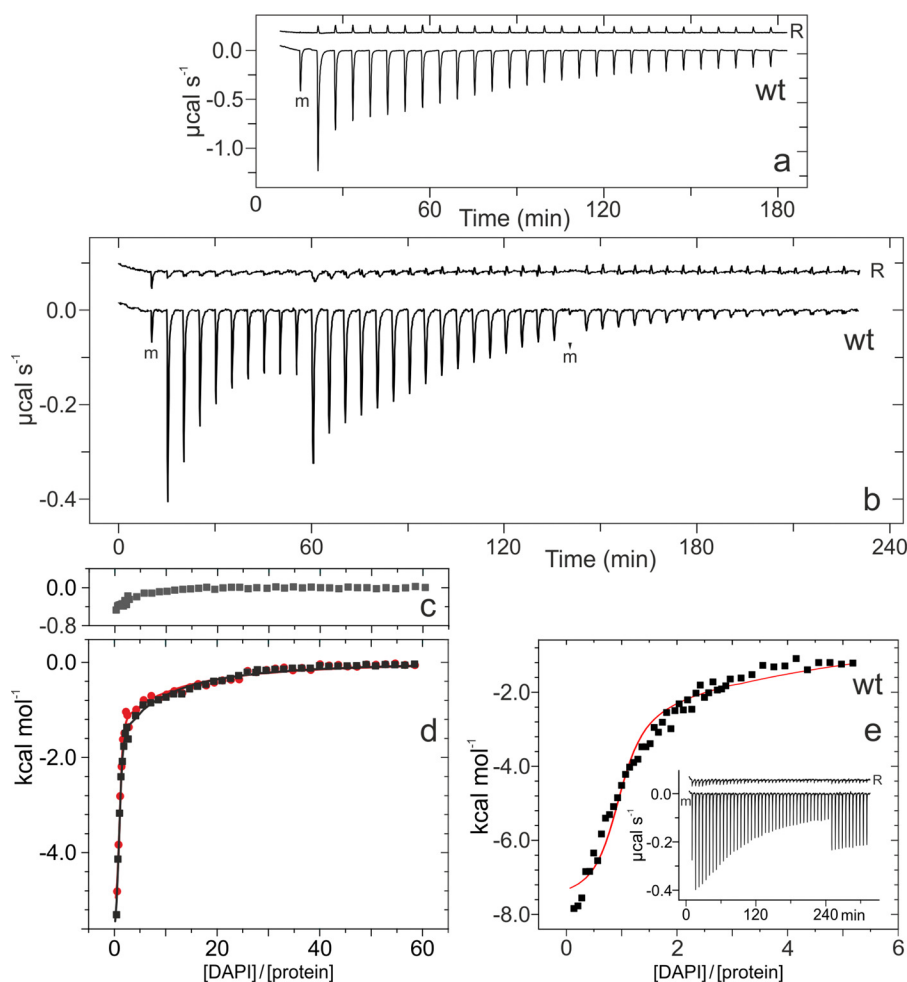 R
0.0
wt
m
-0.5
-1.0
a
0 60 120 180
Time (min)
µcal s⁻¹
R
0.0
wt
m
m
-0.2
-0.4
b
0 60 120 180 240
Time (min)
µcal s⁻¹
0.0
-0.8
c
0.0
-2.0
-4.0
d
kcal mol⁻¹
0 20 40 60
[DAPI]/[protein]
wt
-2.0
e
-4.0
-6.0
-8.0
kcal mol⁻¹
R
m
0.0
-0.2
-0.4
µcal s⁻¹
0 120 240 min
0 2 4 6
[DAPI]/[protein]